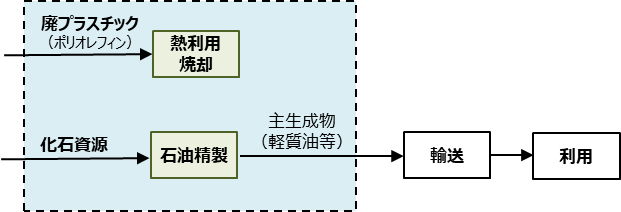 廃プラスチック
（ポリオレフィン）
熱利用
焼却
化石資源
石油精製
主生成物
（軽質油等）
輸送
利用